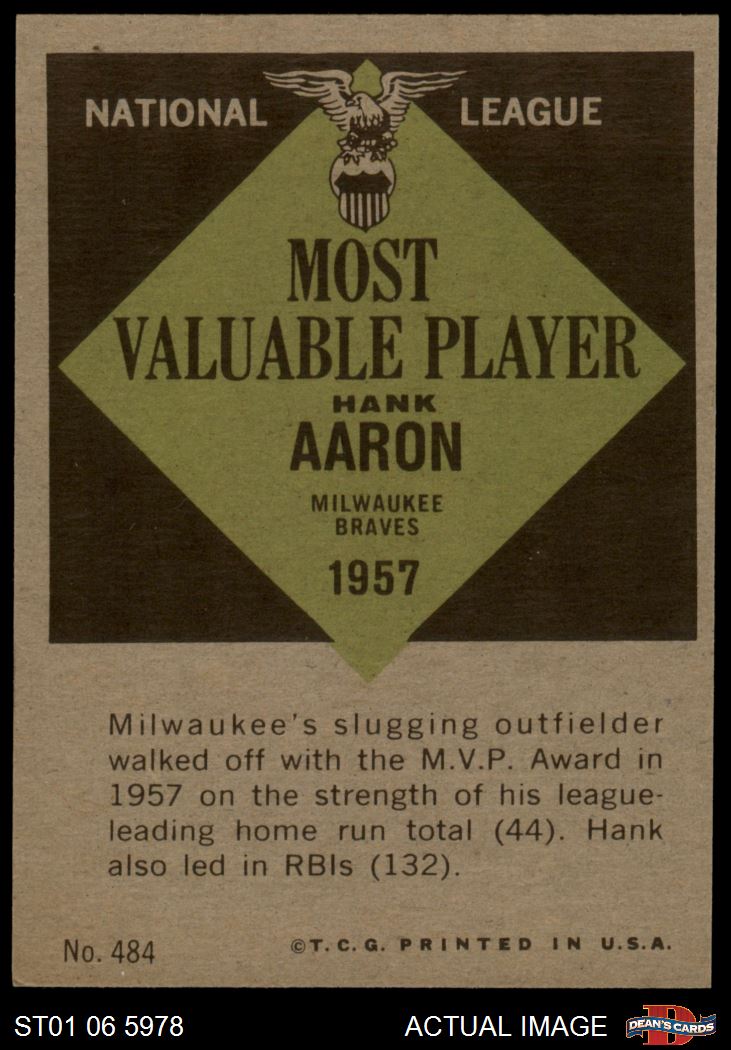 NATIONAL LEAGUE
MOST
VALUABLE PLAYER
HANK
AARON
MILWAUKEE
BRAVES
1957
Milwaukee's slugging outfielder
walked off with the M.V.P. Award in
1957 on the strength of his league-
leading home run total (44). Hank
also led in RBIs (132).
No. 484 ©T.C.G. PRINTED IN U.S.A.
ST01 06 5978 ACTUAL IMAGE D DEAN'S CARDS